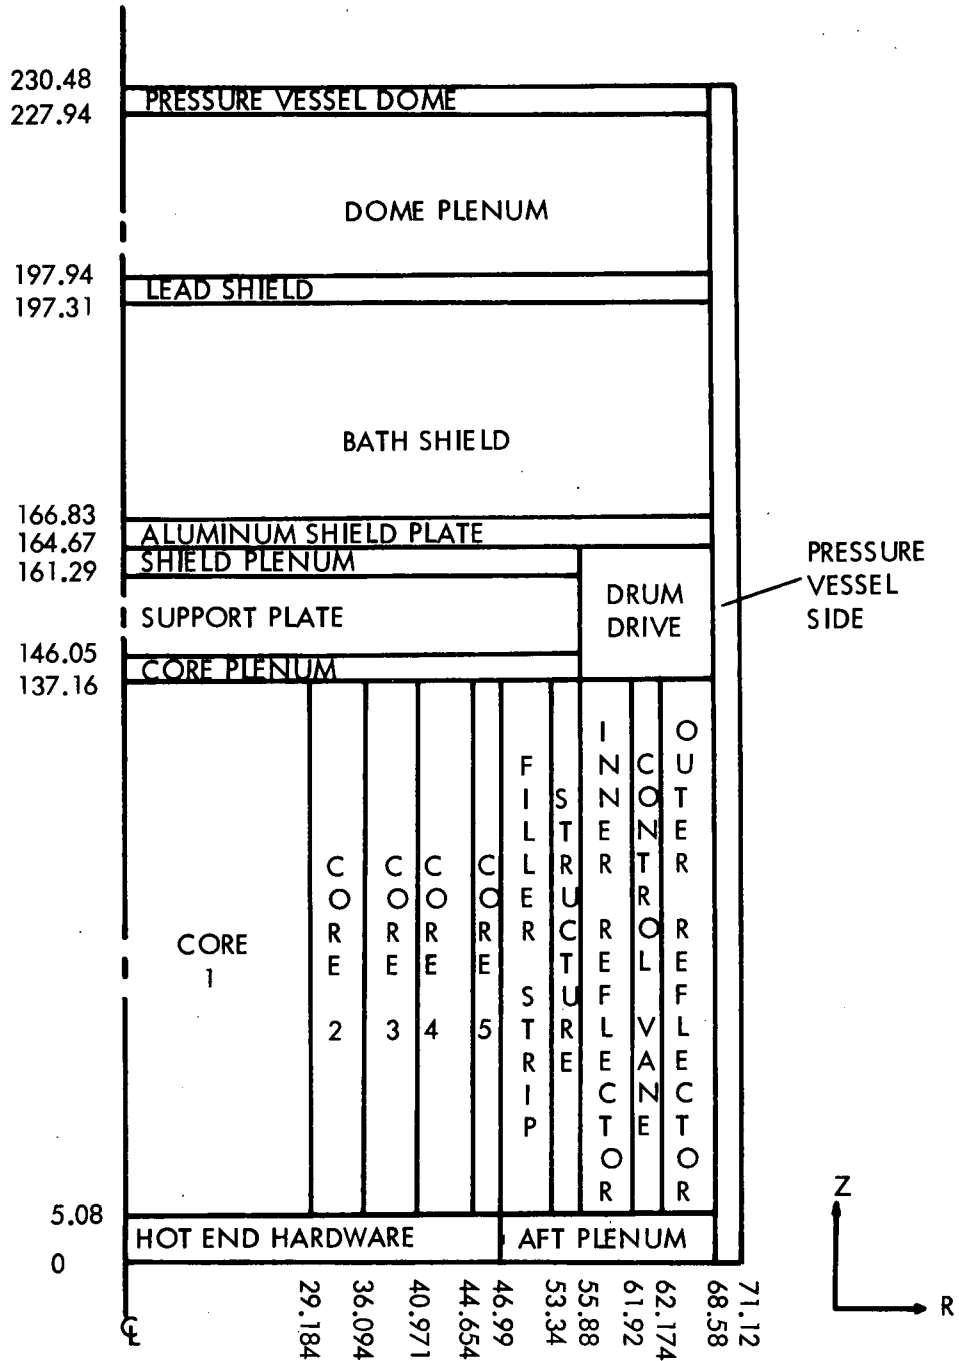 230.48
PRESSURE VESSEL DOME
227.94
DOME PLENUM
197.94
LEAD SHIELD
197.31
BATH SHIELD
166.83
ALUMINUM SHIELD PLATE
164.67
SHIELD PLENUM
161.29
SUPPORT PLATE
146.05
CORE PLENUM
137.16
DRUM
DRIVE
PRESSURE
VESSEL
SIDE
CORE
1
CORE 2
CORE 3
CORE 4
CORE 5
FILLER STRIP
STRUCTURE
INNER REFLECTOR
CONTROL VANE
OUTER REFLECTOR
5.08
HOT END HARDWARE
AFT PLENUM
0
29.184
36.094
40.971
44.654
46.99
53.34
55.88
61.92
62.174
68.58
71.12
℄
Z
R